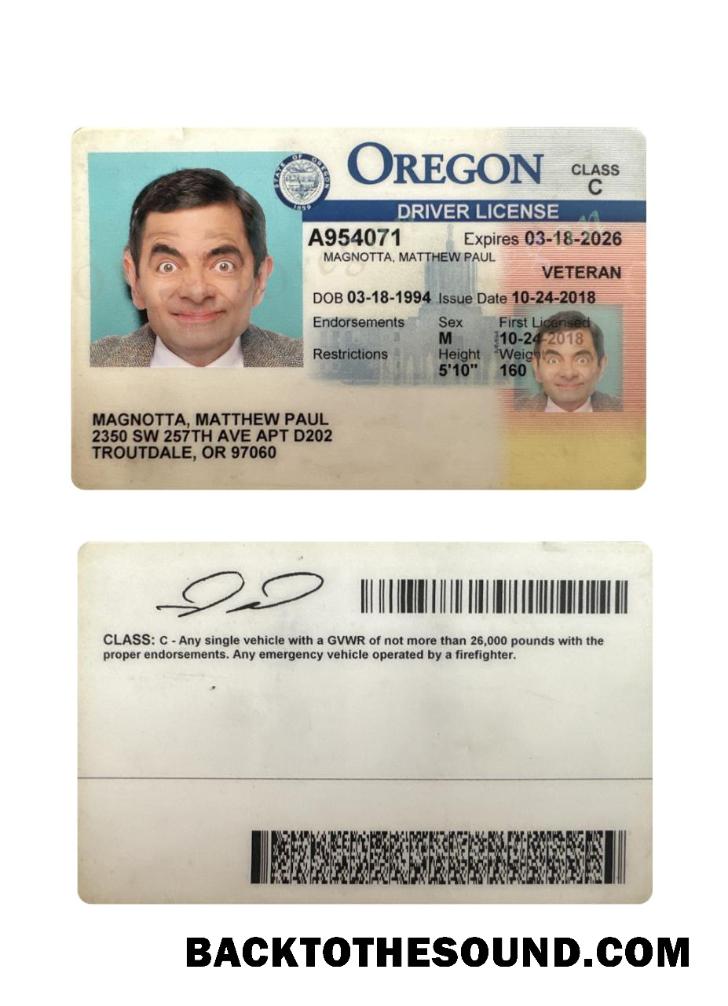 STATE OF OREGON
1859
OREGON
CLASS
C
DRIVER LICENSE
A954071 Expires 03-18-2026
MAGNOTTA, MATTHEW PAUL
VETERAN
DOB 03-18-1994 Issue Date 10-24-2018
Endorsements Sex First Licensed
M 10-24-2018
Restrictions Height Weight
5'10" 160
MAGNOTTA, MATTHEW PAUL
2350 SW 257TH AVE APT D202
TROUTDALE, OR 97060
CLASS: C - Any single vehicle with a GVWR of not more than 26,000 pounds with the
proper endorsements. Any emergency vehicle operated by a firefighter.
BACKTOTHESOUND.COM